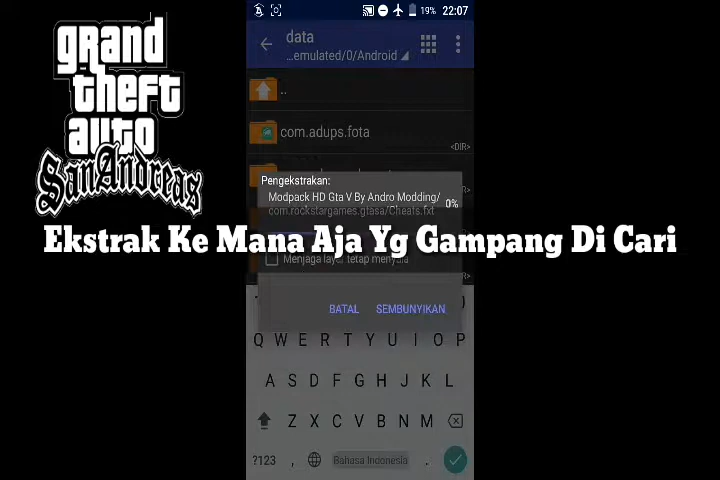 grand
theft
auto
San Andreas
19% 22:07
data
...emulated/0/Android
..
com.adups.fota
<DIR>
Pengekstrakan:
Modpack HD Gta V By Andro Modding/
com.rockstargames.gtasa/Cheats.txt
0%
Ekstrak Ke Mana Aja Yg Gampang Di Cari
Menjaga layar tetap menyala
BATAL SEMBUNYIKAN
Q W E R T Y U I O P
A S D F G H J K L
Z X C V B N M
?123 , Bahasa Indonesia .